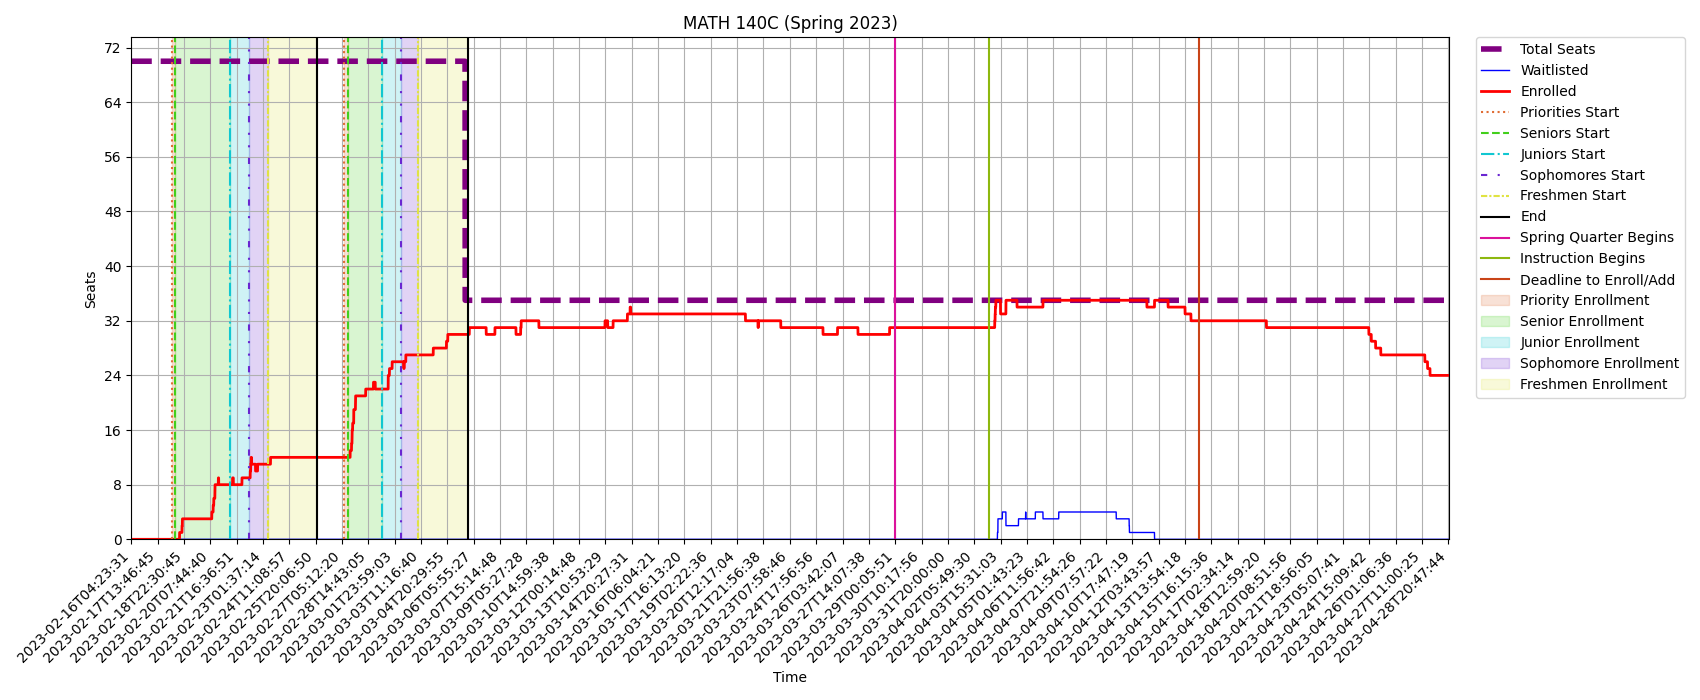 MATH 140C (Spring 2023)
Seats
72
64
56
48
40
32
24
16
8
0
2023-02-16T04:23:31
2023-02-17T13:46:45
2023-02-18T22:30:45
2023-02-20T07:44:40
2023-02-21T16:36:51
2023-02-23T01:37:14
2023-02-24T11:08:57
2023-02-25T20:06:50
2023-02-27T05:12:20
2023-02-28T14:43:05
2023-03-01T23:59:03
2023-03-03T11:16:40
2023-03-04T20:29:55
2023-03-06T05:55:27
2023-03-07T15:14:48
2023-03-09T05:27:28
2023-03-10T14:59:38
2023-03-12T00:14:48
2023-03-13T10:53:29
2023-03-14T20:27:31
2023-03-16T06:04:21
2023-03-17T16:13:20
2023-03-19T02:22:36
2023-03-20T12:17:04
2023-03-21T21:56:38
2023-03-23T07:58:46
2023-03-24T17:56:56
2023-03-26T03:42:07
2023-03-27T14:07:38
2023-03-29T00:05:51
2023-03-30T10:17:56
2023-03-31T20:00:00
2023-04-02T05:49:30
2023-04-03T15:31:03
2023-04-05T01:43:23
2023-04-06T11:56:42
2023-04-07T21:54:26
2023-04-09T07:57:22
2023-04-10T17:47:19
2023-04-12T03:43:57
2023-04-13T13:54:18
2023-04-15T16:15:36
2023-04-17T02:34:14
2023-04-18T12:59:20
2023-04-20T08:51:56
2023-04-21T18:56:05
2023-04-23T05:07:41
2023-04-24T15:09:42
2023-04-26T01:06:36
2023-04-27T11:00:25
2023-04-28T20:47:44
Time
Total Seats
Waitlisted
Enrolled
Priorities Start
Seniors Start
Juniors Start
Sophomores Start
Freshmen Start
End
Spring Quarter Begins
Instruction Begins
Deadline to Enroll/Add
Priority Enrollment
Senior Enrollment
Junior Enrollment
Sophomore Enrollment
Freshmen Enrollment